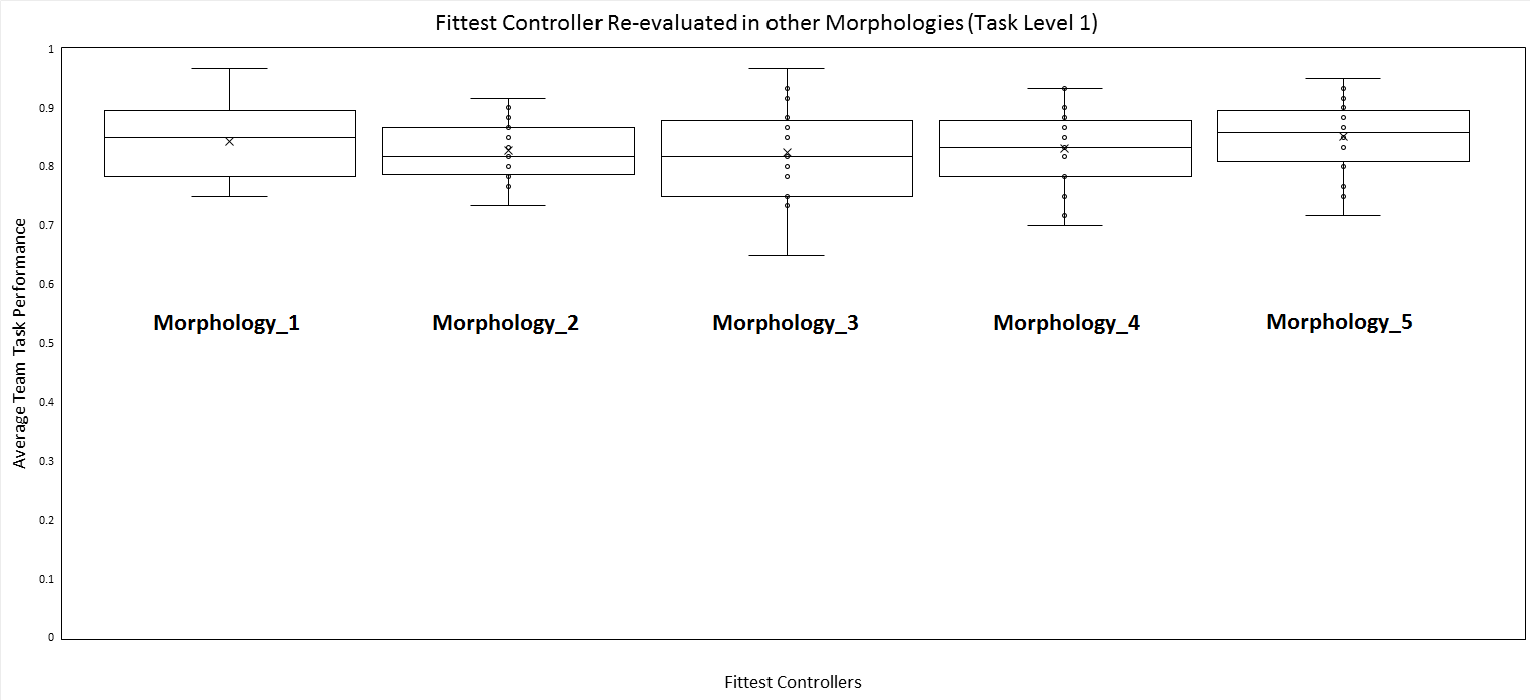 Fittest Controller Re-evaluated in other Morphologies (Task Level 1)
Average Team Task Performance
1
0.9
0.8
0.7
0.6
0.5
0.4
0.3
0.2
0.1
0
Morphology_1
Morphology_2
Morphology_3
Morphology_4
Morphology_5
Fittest Controllers